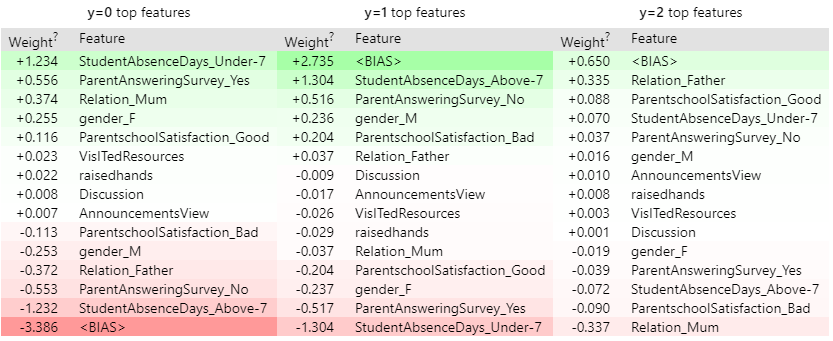 y=0 top features y=1 top features y=2 top features
Weight? Feature Weight? Feature Weight? Feature
+1.234 StudentAbsenceDays_Under-7 +2.735 <BIAS> +0.650 <BIAS>
+0.556 ParentAnsweringSurvey_Yes +1.304 StudentAbsenceDays_Above-7 +0.335 Relation_Father
+0.374 Relation_Mum +0.516 ParentAnsweringSurvey_No +0.088 ParentschoolSatisfaction_Good
+0.255 gender_F +0.236 gender_M +0.070 StudentAbsenceDays_Under-7
+0.116 ParentschoolSatisfaction_Good +0.204 ParentschoolSatisfaction_Bad +0.037 ParentAnsweringSurvey_No
+0.023 VisITedResources +0.037 Relation_Father +0.016 gender_M
+0.022 raisedhands -0.009 Discussion +0.010 AnnouncementsView
+0.008 Discussion -0.017 AnnouncementsView +0.008 raisedhands
+0.007 AnnouncementsView -0.026 VisITedResources +0.003 VisITedResources
-0.113 ParentschoolSatisfaction_Bad -0.029 raisedhands +0.001 Discussion
-0.253 gender_M -0.037 Relation_Mum -0.019 gender_F
-0.372 Relation_Father -0.204 ParentschoolSatisfaction_Good -0.039 ParentAnsweringSurvey_Yes
-0.553 ParentAnsweringSurvey_No -0.237 gender_F -0.072 StudentAbsenceDays_Above-7
-1.232 StudentAbsenceDays_Above-7 -0.517 ParentAnsweringSurvey_Yes -0.090 ParentschoolSatisfaction_Bad
-3.386 <BIAS> -1.304 StudentAbsenceDays_Under-7 -0.337 Relation_Mum